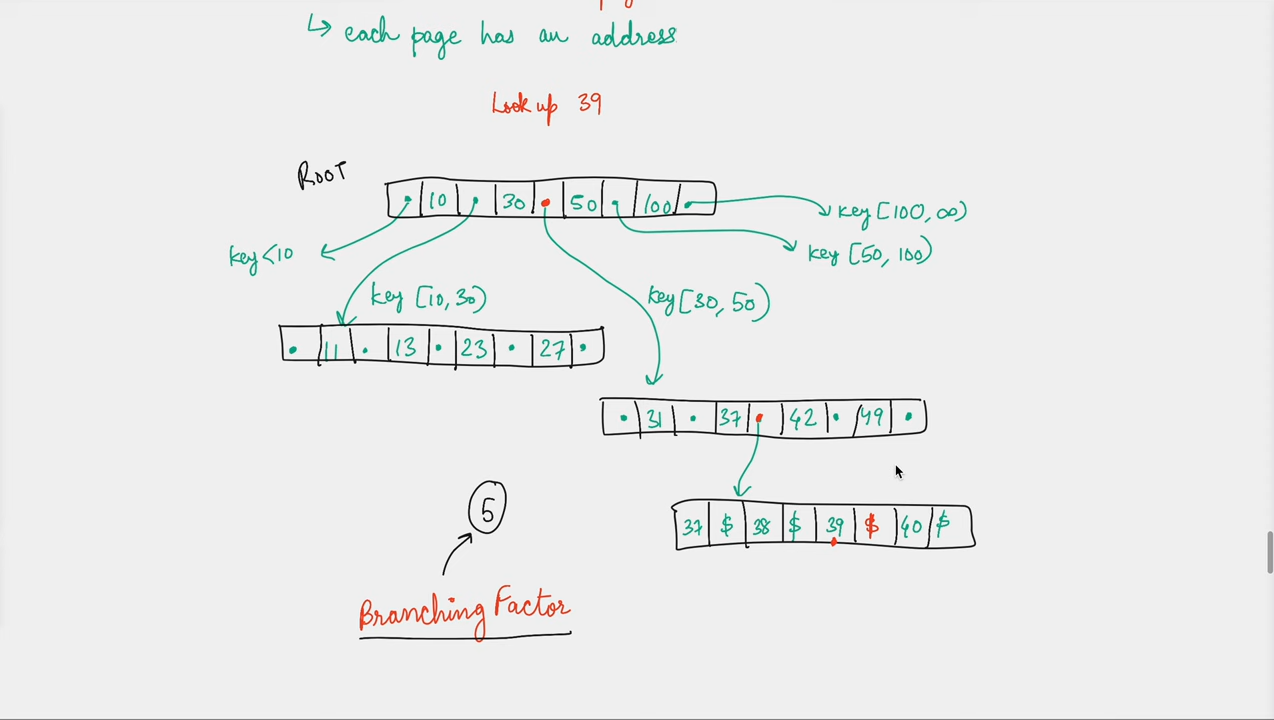 ↳ each page has an address
Look up 39
ROOT
10 30 50 100
key [100, ∞)
key<10
key [50, 100)
key [10, 30)
key [30, 50)
11 13 23 27
31 37 42 49
5
37 $ 38 $ 39 $ 40 $
Branching Factor